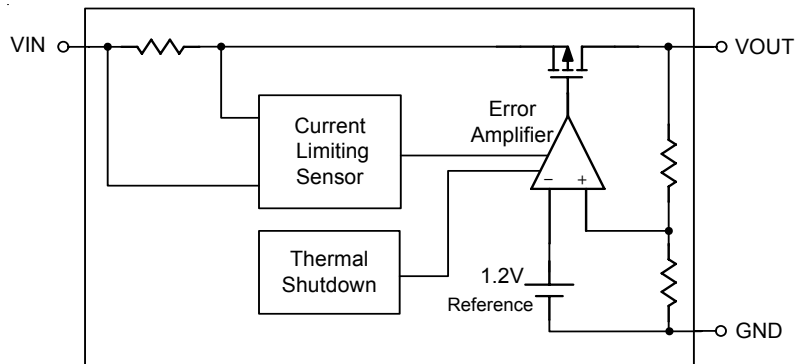 VIN
VOUT
Error
Amplifier
Current
Limiting
Sensor
− +
Thermal
Shutdown
1.2V
Reference
GND